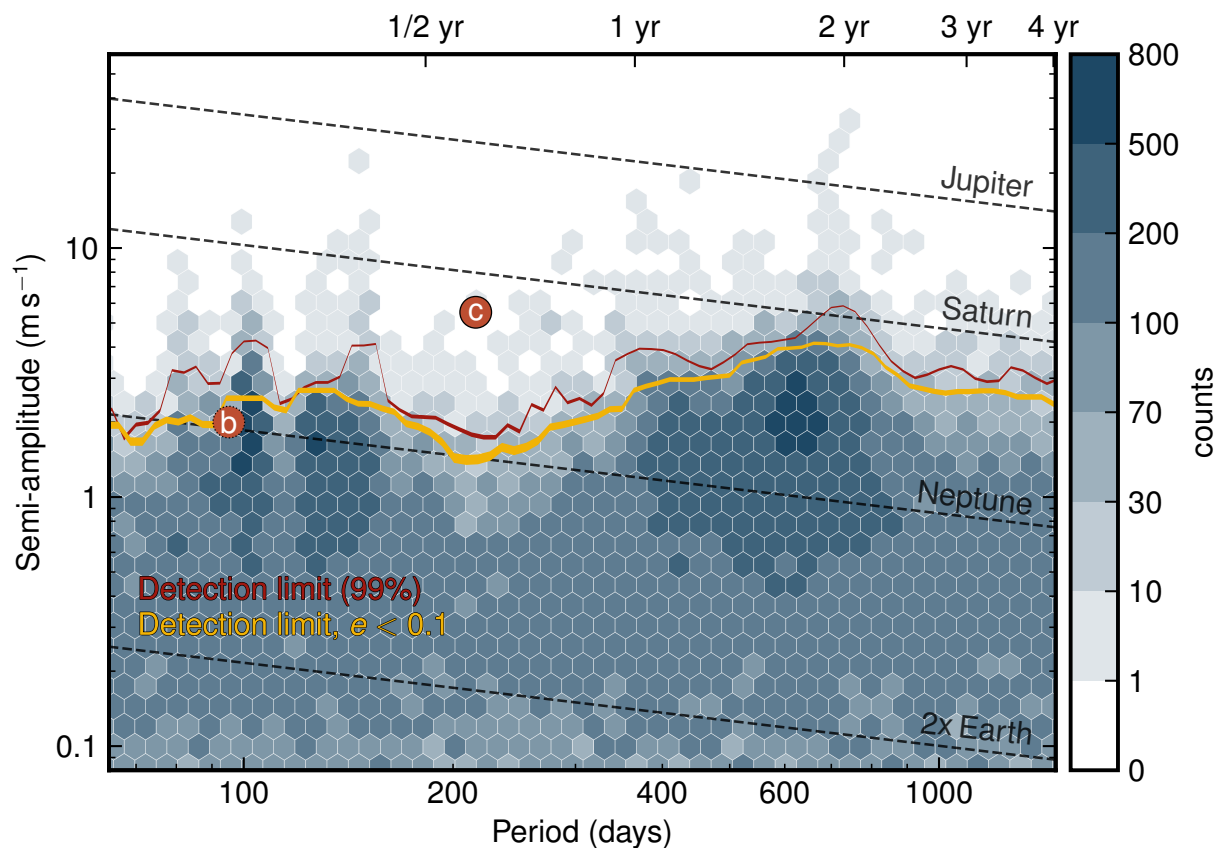 1/2 yr 1 yr 2 yr 3 yr 4 yr
800
500
200
100
70
30
10
1
0
counts
10
1
0.1
Semi-amplitude (m s⁻¹)
Jupiter
Saturn
c
b
Neptune
Detection limit (99%)
Detection limit, e < 0.1
2x Earth
100 200 400 600 1000
Period (days)